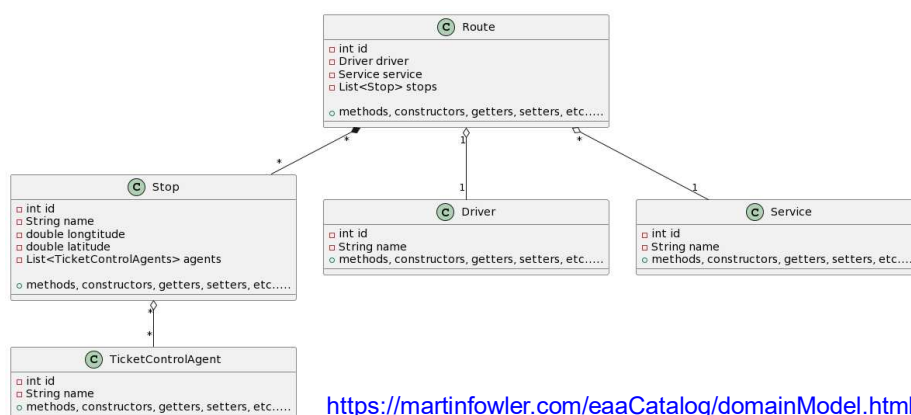 C Route
int id
Driver driver
Service service
List<Stop> stops
methods, constructors, getters, setters, etc.....
* 1 *
* 1 1
C Stop
int id
String name
double longtitude
double latitude
List<TicketControlAgents> agents
methods, constructors, getters, setters, etc.....
C Driver
int id
String name
methods, constructors, getters, setters, etc.....
C Service
int id
String name
methods, constructors, getters, setters, etc....
*
*
C TicketControlAgent
int id
String name
methods, constructors, getters, setters, etc.....
https://martinfowler.com/eaaCatalog/domainModel.html